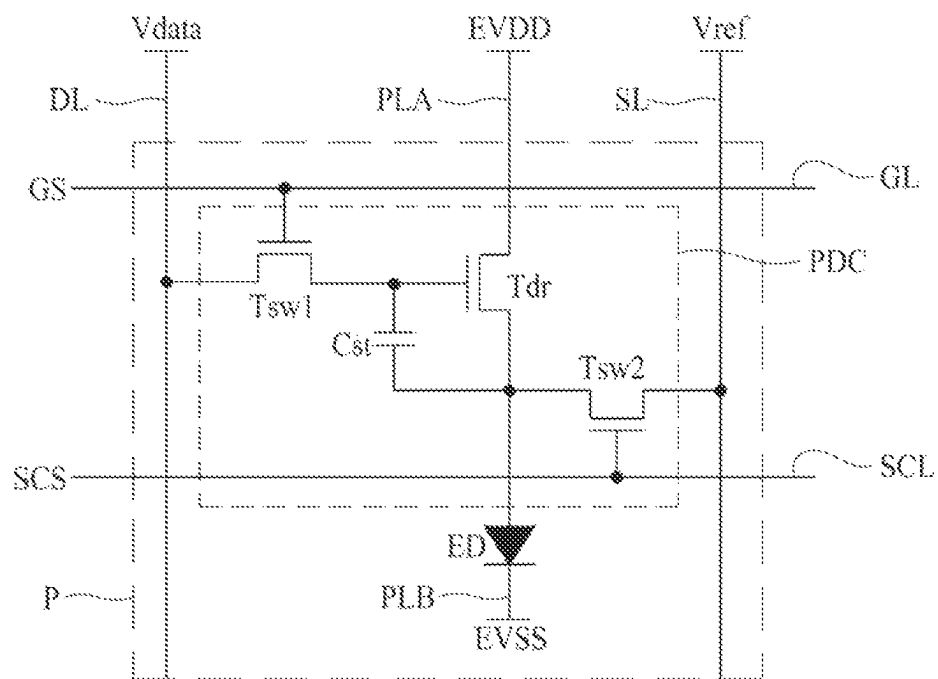 Vdata EVDD Vref
DL PLA SL
GS GL
PDC
Tsw1 Tdr
Cst
Tsw2
SCS SCL
ED
P PLB
EVSS